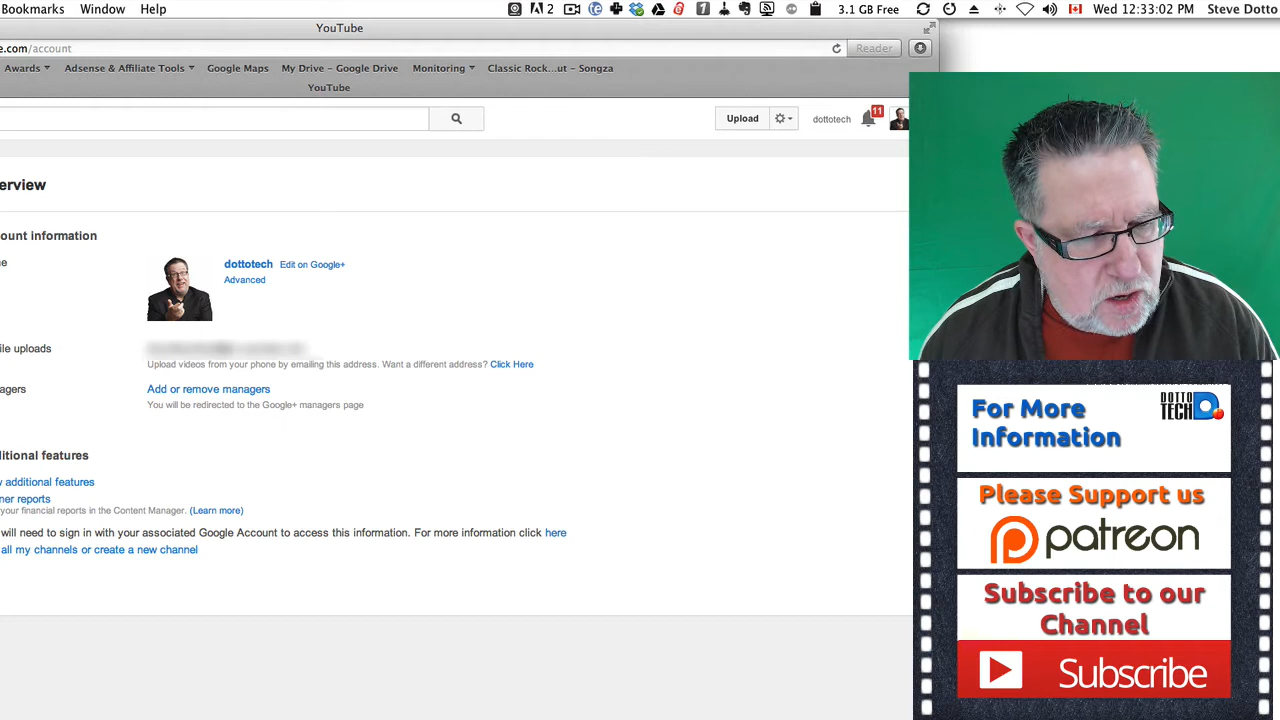 Bookmarks Window Help
2
1
3.1 GB Free
Wed 12:33:02 PM
Steve Dotto
YouTube
e.com/account
Reader
Awards
Adsense & Affiliate Tools
Google Maps
My Drive – Google Drive
Monitoring
Classic Rock...ut – Songza
YouTube
Upload
dottotech
11
erview
ount information
e
dottotech Edit on Google+
Advanced
ile uploads
Upload videos from your phone by emailing this address. Want a different address? Click Here
agers
Add or remove managers
You will be redirected to the Google+ managers page
ditional features
v additional features
ner reports
your financial reports in the Content Manager. (Learn more)
will need to sign in with your associated Google Account to access this information. For more information click here
all my channels or create a new channel
For More
Information
DOTTO
TECH
Please Support us
patreon
Subscribe to our
Channel
Subscribe